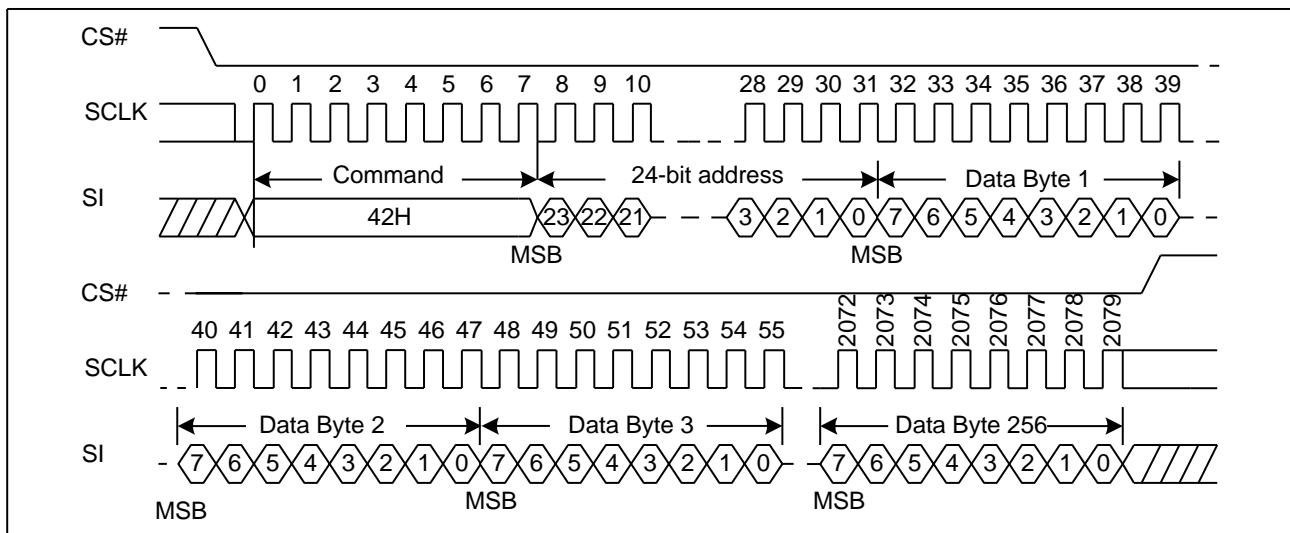 CS#
0 1 2 3 4 5 6 7 8 9 10 28 29 30 31 32 33 34 35 36 37 38 39
SCLK
Command 24-bit address Data Byte 1
SI
42H 23 22 21 3 2 1 0 7 6 5 4 3 2 1 0
MSB MSB
CS#
40 41 42 43 44 45 46 47 48 49 50 51 52 53 54 55 2072 2073 2074 2075 2076 2077 2078 2079
SCLK
Data Byte 2 Data Byte 3 Data Byte 256
SI
7 6 5 4 3 2 1 0 7 6 5 4 3 2 1 0 7 6 5 4 3 2 1 0
MSB MSB MSB